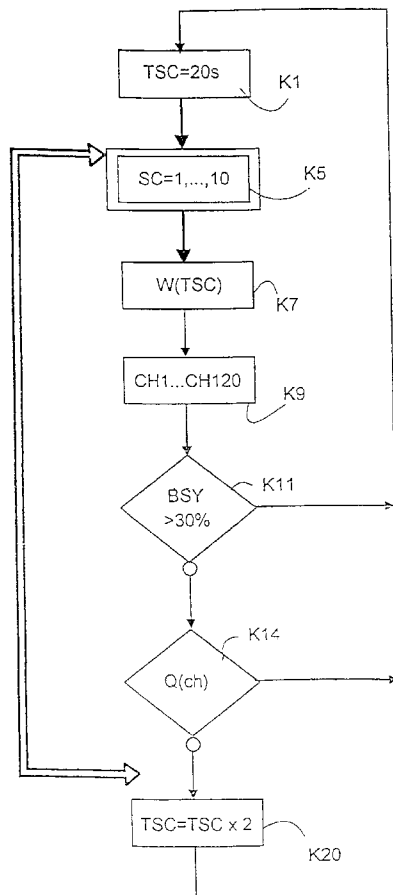 TSC=20s
K1
SC=1,...,10
K5
W(TSC)
K7
CH1...CH120
K9
BSY
>30%
K11
K14
Q(ch)
TSC=TSC x 2
K20